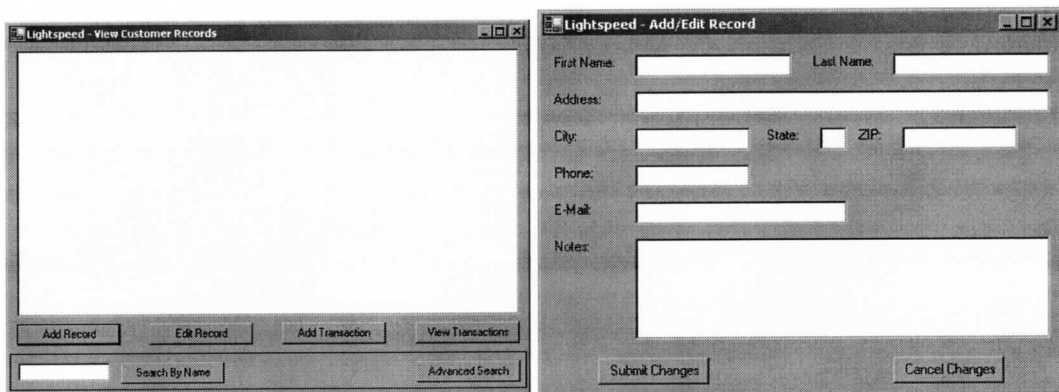 Lightspeed - View Customer Records
Add Record Edit Record Add Transaction View Transactions
Search By Name Advanced Search
Lightspeed - Add/Edit Record
First Name: Last Name:
Address:
City: State: ZIP:
Phone:
E-Mail:
Notes:
Submit Changes Cancel Changes